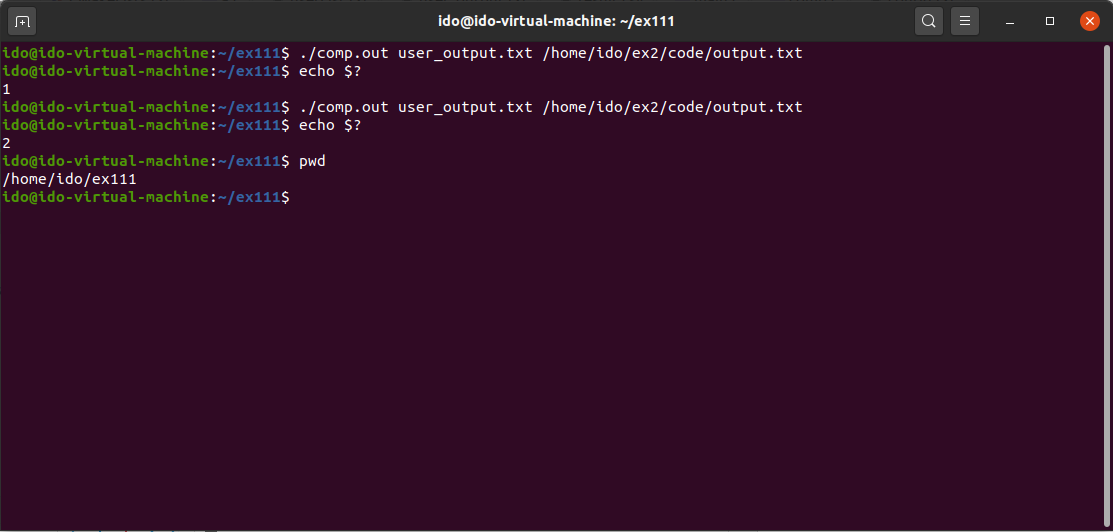 ido@ido-virtual-machine: ~/ex111
ido@ido-virtual-machine:~/ex111$ ./comp.out user_output.txt /home/ido/ex2/code/output.txt
ido@ido-virtual-machine:~/ex111$ echo $?
1
ido@ido-virtual-machine:~/ex111$ ./comp.out user_output.txt /home/ido/ex2/code/output.txt
ido@ido-virtual-machine:~/ex111$ echo $?
2
ido@ido-virtual-machine:~/ex111$ pwd
/home/ido/ex111
ido@ido-virtual-machine:~/ex111$